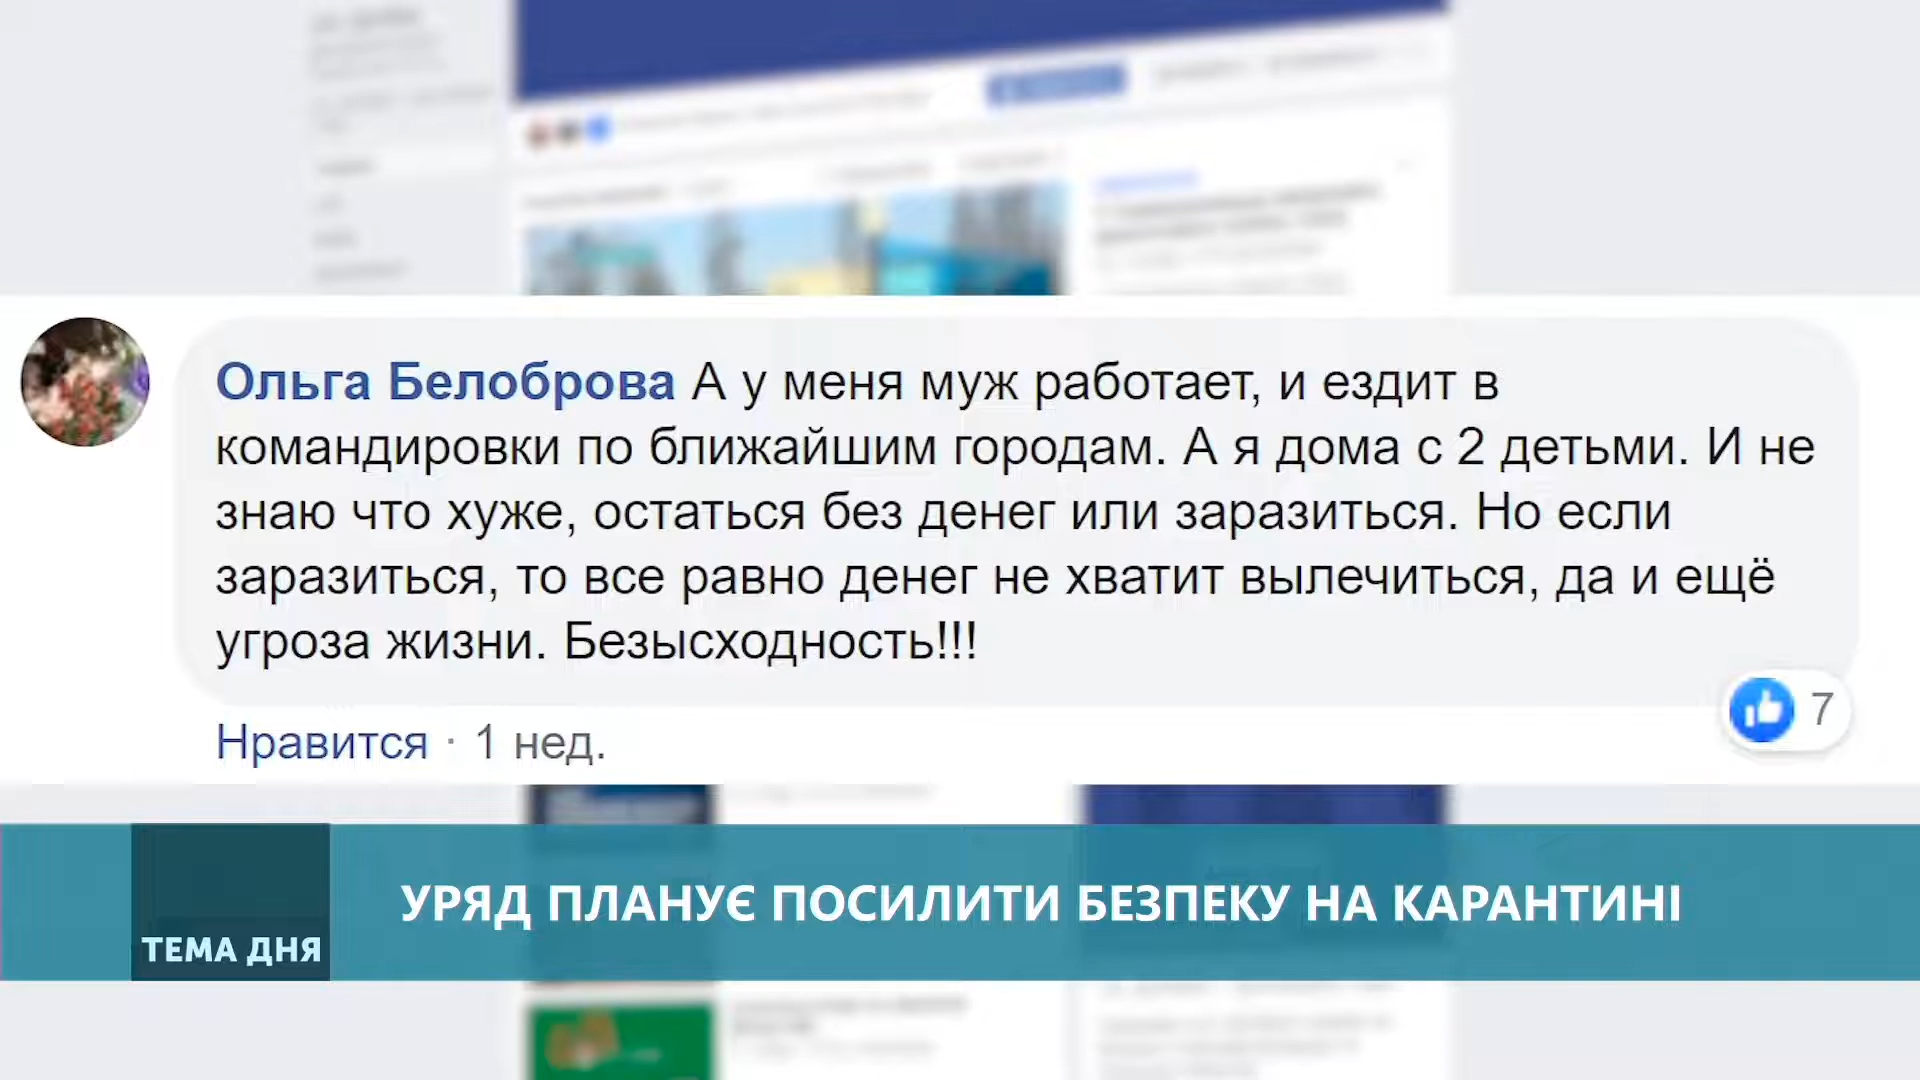 Ольга Белоброва А у меня муж работает, и ездит в
командировки по ближайшим городам. А я дома с 2 детьми. И не
знаю что хуже, остаться без денег или заразиться. Но если
заразиться, то все равно денег не хватит вылечиться, да и ещё
угроза жизни. Безысходность!!!
7
Нравится · 1 нед.
УРЯД ПЛАНУЄ ПОСИЛИТИ БЕЗПЕКУ НА КАРАНТИНІ
ТЕМА ДНЯ